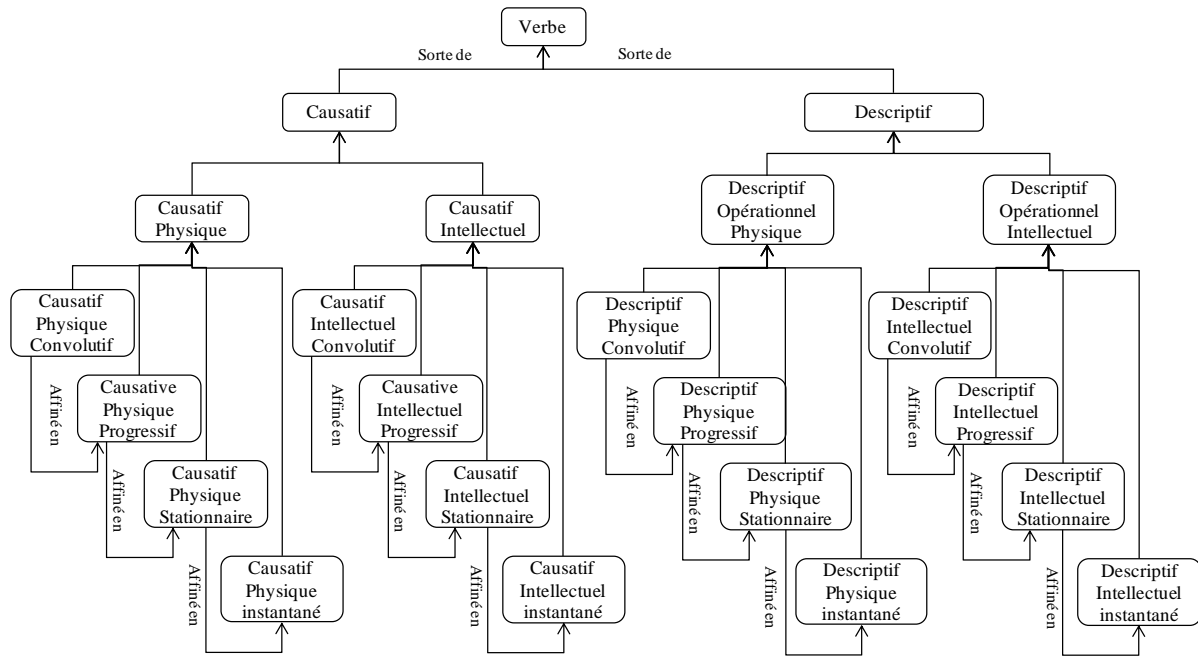 Verbe
Sorte de
Sorte de
Causatif
Descriptif
Causatif
Physique
Causatif
Intellectuel
Descriptif
Opérationnel
Physique
Descriptif
Opérationnel
Intellectuel
Causatif
Physique
Convolutif
Causatif
Intellectuel
Convolutif
Descriptif
Physique
Convolutif
Descriptif
Intellectuel
Convolutif
Affiné en
Causative
Physique
Progressif
Affiné en
Causative
Intellectuel
Progressif
Affiné en
Descriptif
Physique
Progressif
Affiné en
Descriptif
Intellectuel
Progressif
Affiné en
Causatif
Physique
Stationnaire
Affiné en
Causatif
Intellectuel
Stationnaire
Affiné en
Descriptif
Physique
Stationnaire
Affiné en
Descriptif
Intellectuel
Stationnaire
Affiné en
Causatif
Physique
instantané
Affiné en
Causatif
Intellectuel
instantané
Affiné en
Descriptif
Physique
instantané
Affiné en
Descriptif
Intellectuel
instantané